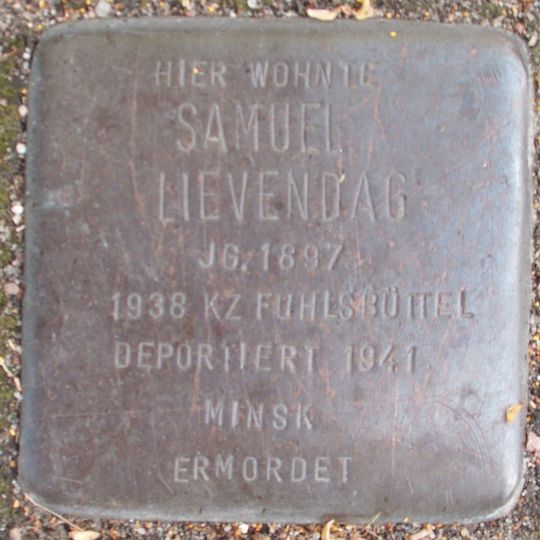 HIER WOHNTE
SAMUEL
LIEVENDAG
JG. 1897
1938 KZ FUHLSBÜTTEL
DEPORTIERT 1941
MINSK
ERMORDET